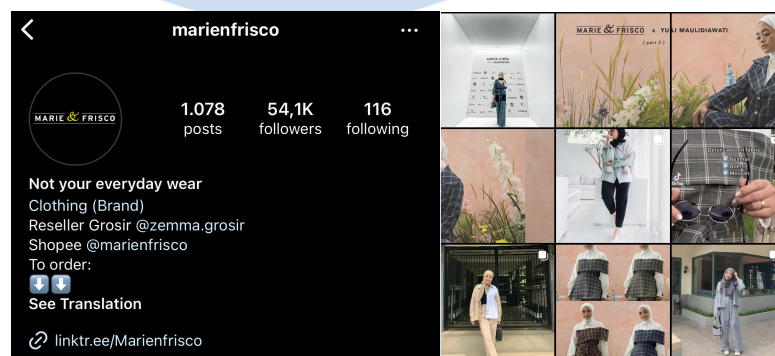 marienfrisco
MARIE & FRISCO
1.078 54,1K 116
posts followers following
Not your everyday wear
Clothing (Brand)
Reseller Grosir @zemma.grosir
Shopee @marienfrisco
To order:
⬇️⬇️
See Translation
linktr.ee/Marienfrisco
MARIE & FRISCO x YULI MAULIDIAWATI
( part 2 )